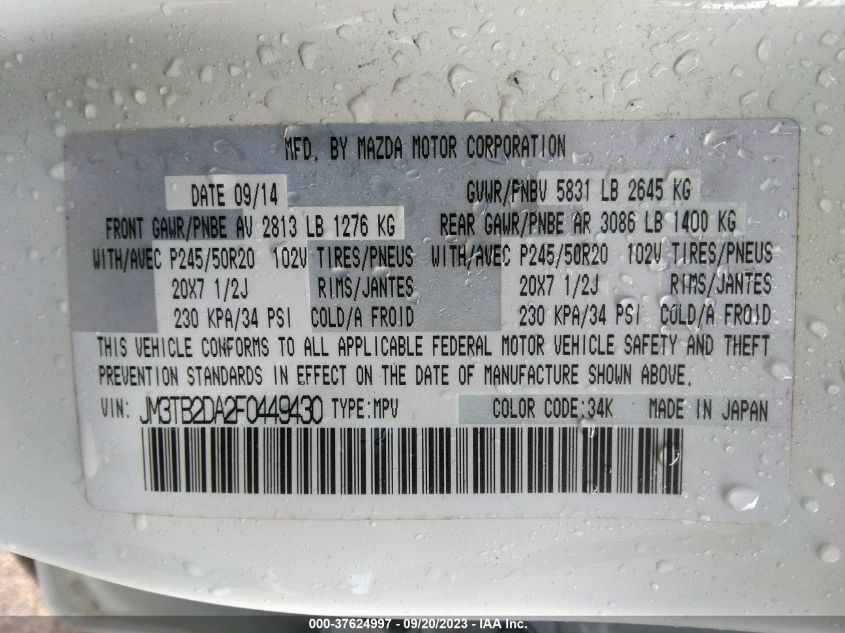 MFD. BY MAZDA MOTOR CORPORATION
DATE 09/14 GVWR/PNBV 5831 LB 2645 KG
FRONT GAWR/PNBE AV 2813 LB 1276 KG REAR GAWR/PNBE AR 3086 LB 1400 KG
WITH/AVEC P245/50R20 102V TIRES/PNEUS WITH/AVEC P245/50R20 102V TIRES/PNEUS
20X7 1/2J RIMS/JANTES 20X7 1/2J RIMS/JANTES
230 KPA/34 PSI COLD/A FROID 230 KPA/34 PSI COLD/A FROID
THIS VEHICLE CONFORMS TO ALL APPLICABLE FEDERAL MOTOR VEHICLE SAFETY AND THEFT
PREVENTION STANDARDS IN EFFECT ON THE DATE OF MANUFACTURE SHOWN ABOVE.
VIN: JM3TB2DA2F0449430 TYPE:MPV COLOR CODE:34K MADE IN JAPAN
000-37624997 - 09/20/2023 - IAA Inc.